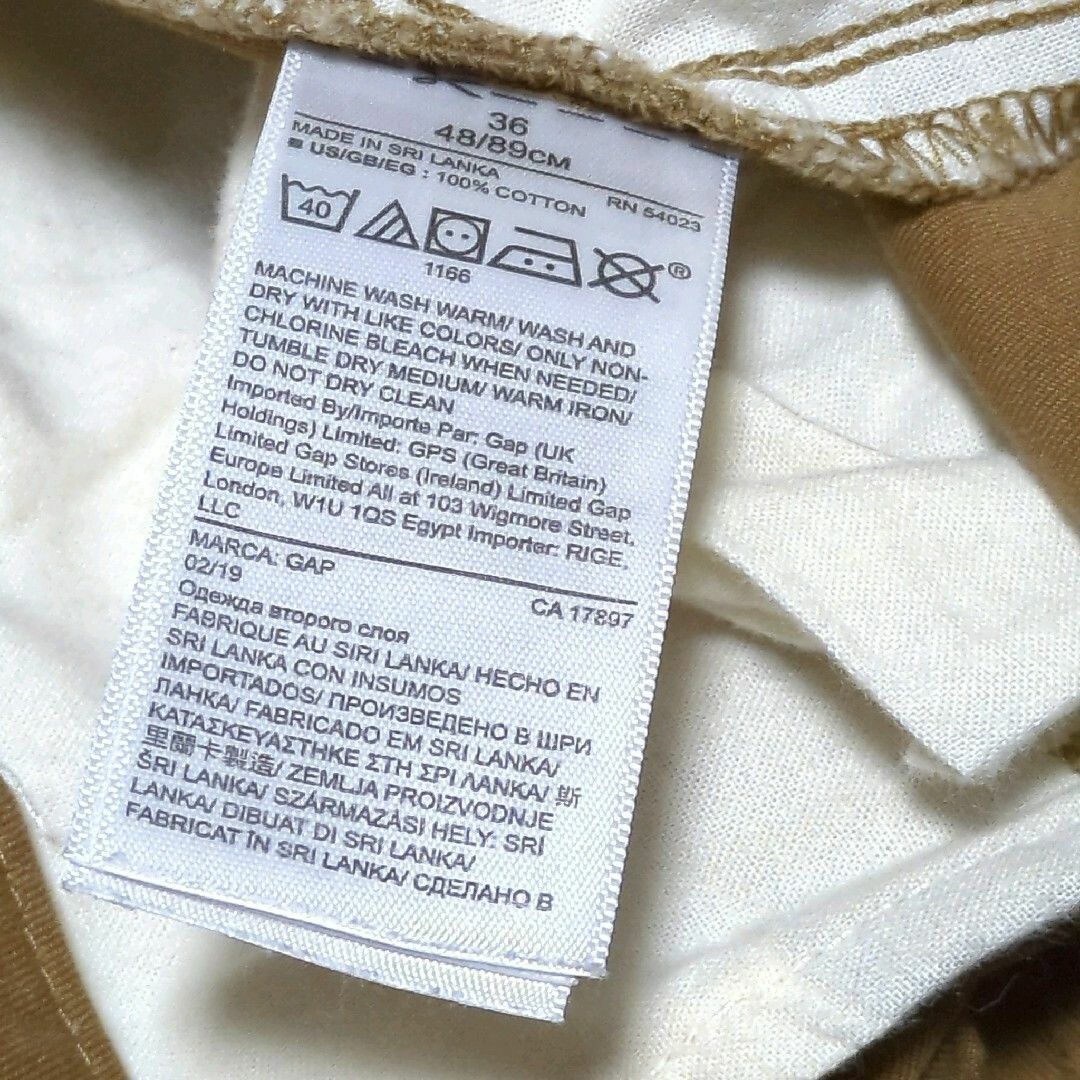 36
48/89CM
MADE IN SRI LANKA
RN 54023
US/GB/EG : 100% COTTON
40
®
1166
MACHINE WASH WARM/ WASH AND
DRY WITH LIKE COLORS/ ONLY NON-
CHLORINE BLEACH WHEN NEEDED/
TUMBLE DRY MEDIUM/ WARM IRON/
DO NOT DRY CLEAN
Imported By/Importe Par: Gap (UK
Holdings) Limited: GPS (Great Britain)
Limited Gap Stores (Ireland) Limited Gap
Europe Limited All at 103 Wigmore Street,
London, W1U 1QS Egypt Importer: RIGE,
LLC
MARCA: GAP
02/19
CA 17897
Одежда второго слоя
FABRIQUE AU SIRI LANKA/ HECHO EN
SRI LANKA CON INSUMOS
IMPORTADOS/ ПРОИЗВЕДЕНО В ШРИ
ЛАНКА/ FABRICADO EM SRI LANKA/
ΚΑΤΑΣΚΕΥΑΣΤΗΚΕ ΣΤΗ ΣΡΙ ΛΑΝΚΑ/ 斯
里蘭卡製造/ ZEMLJA PROIZVODNJE
ŠRI LANKA/ SZÁRMAZÁSI HELY: SRÍ
LANKA/ DIBUAT DI SRI LANKA/
FABRICAT ÎN SRI LANKA/ СДЕЛАНО В